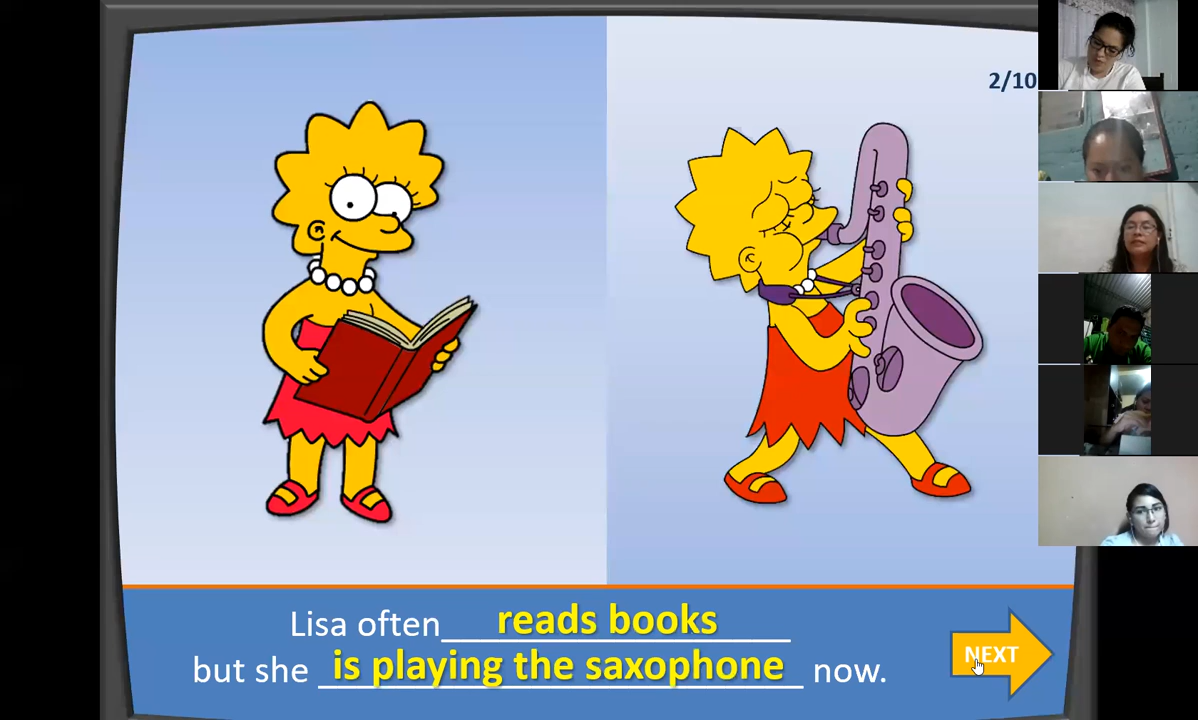 2/10
Lisa often reads books
but she is playing the saxophone now.
NEXT